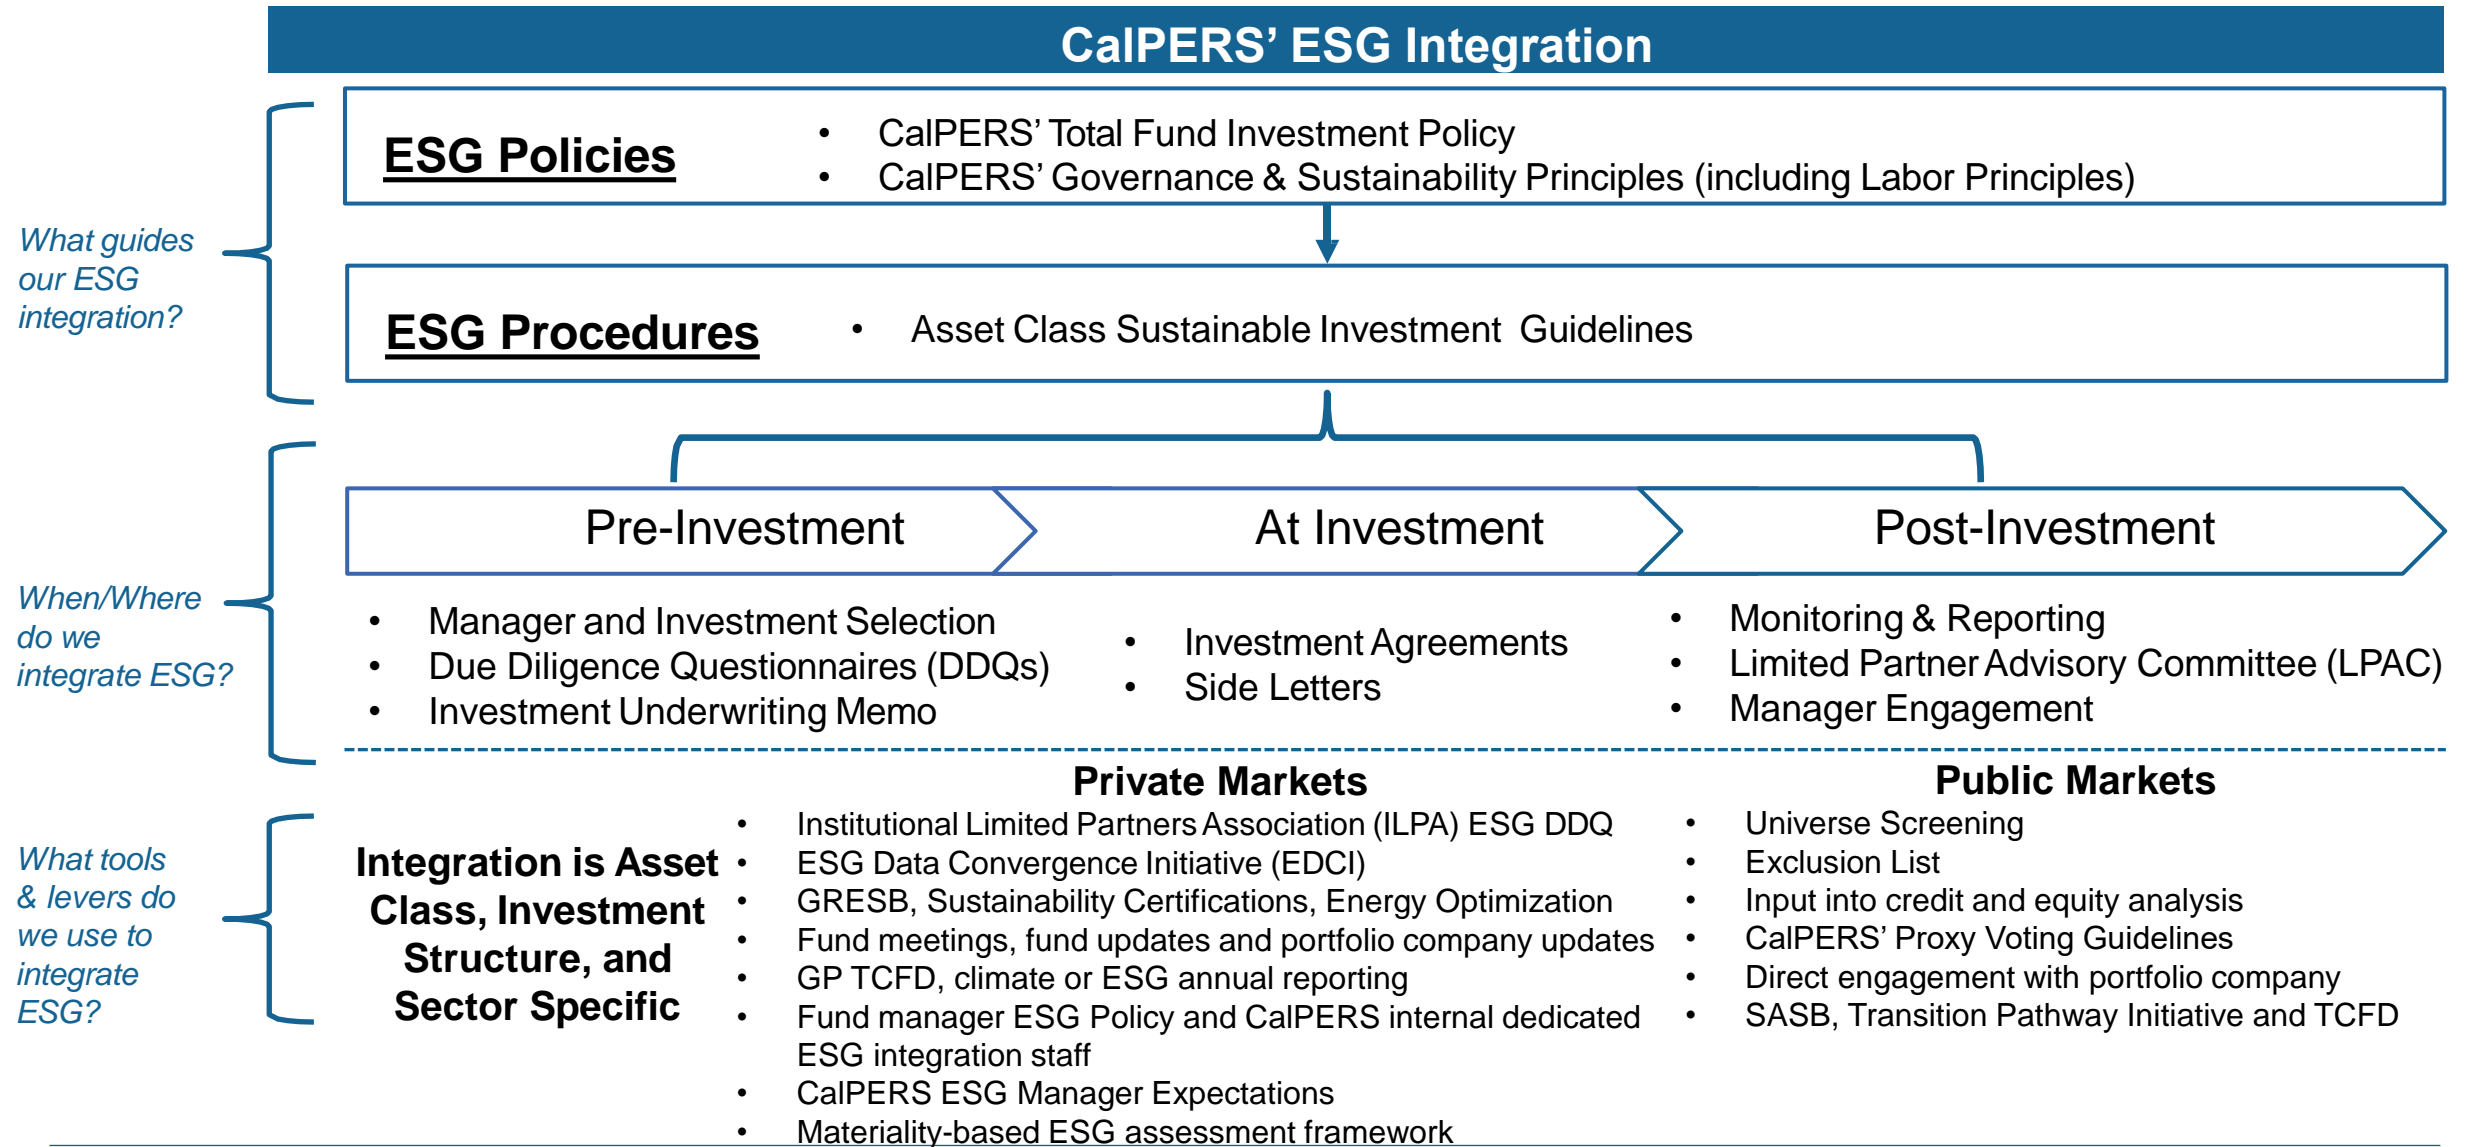 CalPERS’ ESG Integration
What guides
our ESG
integration?
ESG Policies
• CalPERS’ Total Fund Investment Policy
• CalPERS’ Governance & Sustainability Principles (including Labor Principles)
ESG Procedures
• Asset Class Sustainable Investment Guidelines
When/Where
do we
integrate ESG?
Pre-Investment
• Manager and Investment Selection
• Due Diligence Questionnaires (DDQs)
• Investment Underwriting Memo
At Investment
• Investment Agreements
• Side Letters
Post-Investment
• Monitoring & Reporting
• Limited Partner Advisory Committee (LPAC)
• Manager Engagement
What tools
& levers do
we use to
integrate
ESG?
Integration is Asset
Class, Investment
Structure, and
Sector Specific
Private Markets
• Institutional Limited Partners Association (ILPA) ESG DDQ
• ESG Data Convergence Initiative (EDCI)
• GRESB, Sustainability Certifications, Energy Optimization
• Fund meetings, fund updates and portfolio company updates
• GP TCFD, climate or ESG annual reporting
• Fund manager ESG Policy and CalPERS internal dedicated
ESG integration staff
• CalPERS ESG Manager Expectations
• Materiality-based ESG assessment framework
Public Markets
• Universe Screening
• Exclusion List
• Input into credit and equity analysis
• CalPERS’ Proxy Voting Guidelines
• Direct engagement with portfolio company
• SASB, Transition Pathway Initiative and TCFD